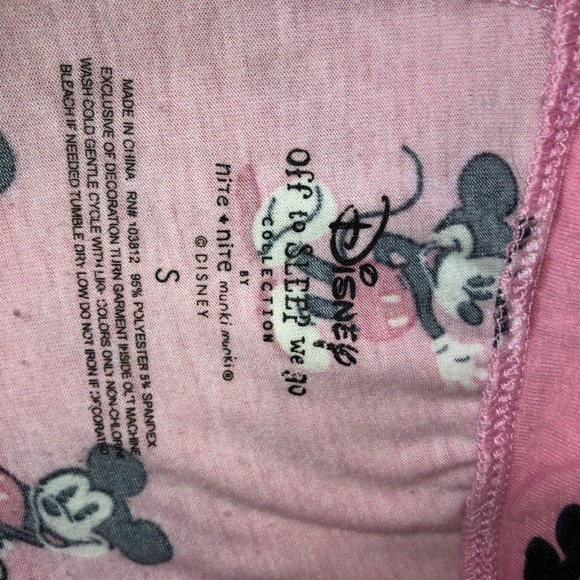 DISNEY
Off to SLEEP we go
COLLECTION
BY
nite + nite munki munki®
© DISNEY
S
MADE IN CHINA RN# 103812 95% POLYESTER 5% SPANDEX
EXCLUSIVE OF DECORATION TURN GARMENT INSIDE OUT MACHINE
WASH COLD GENTLE CYCLE WITH LIKE COLORS ONLY NON-CHLORINE
BLEACH IF NEEDED TUMBLE DRY LOW DO NOT IRON IF DECORATED